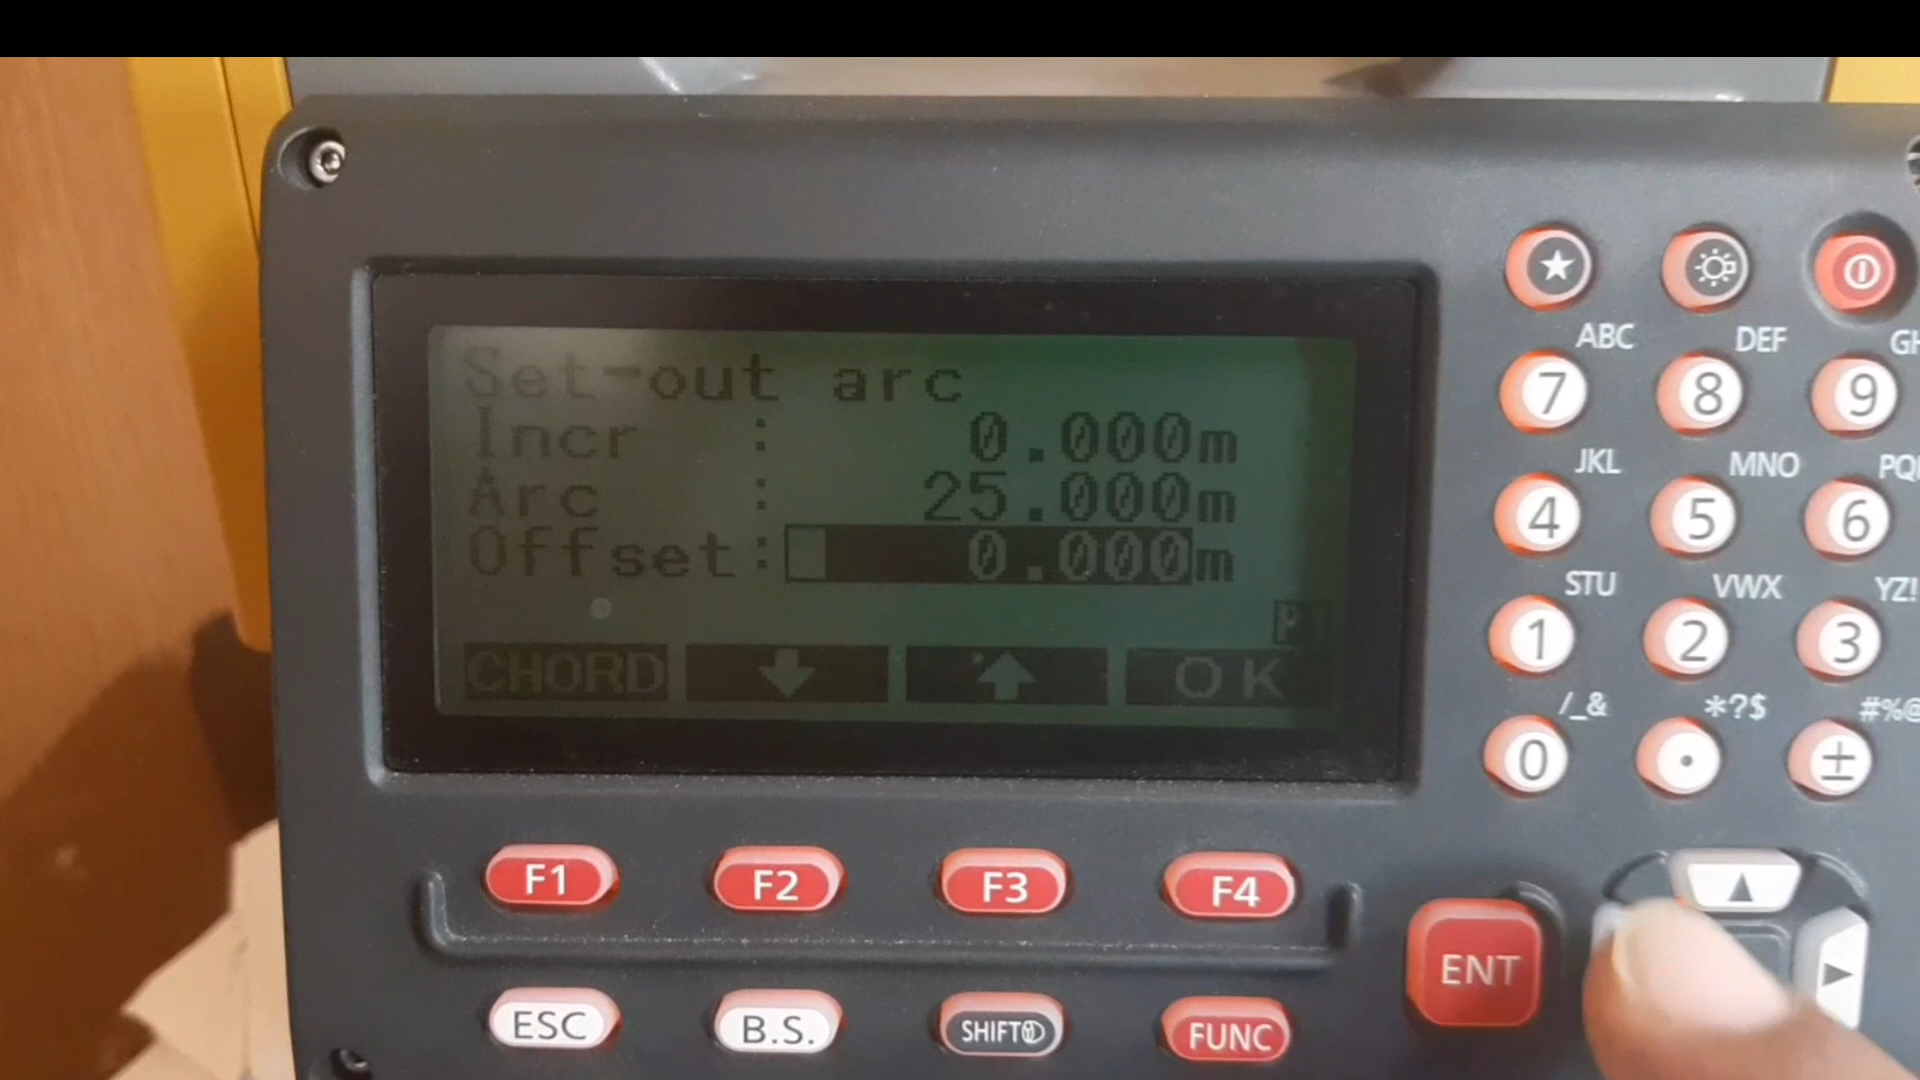 Set-out arc
Incr : 0.000m
Arc : 25.000m
Offset: 0.000m
P1
CHORD ↓ ↑ OK
ABC DEF
7 8 9
JKL MNO
4 5 6
STU VWX YZ!
1 2 3
/_& *?$ #%@
0 . ±
F1 F2 F3 F4
ENT
ESC B.S. SHIFT FUNC